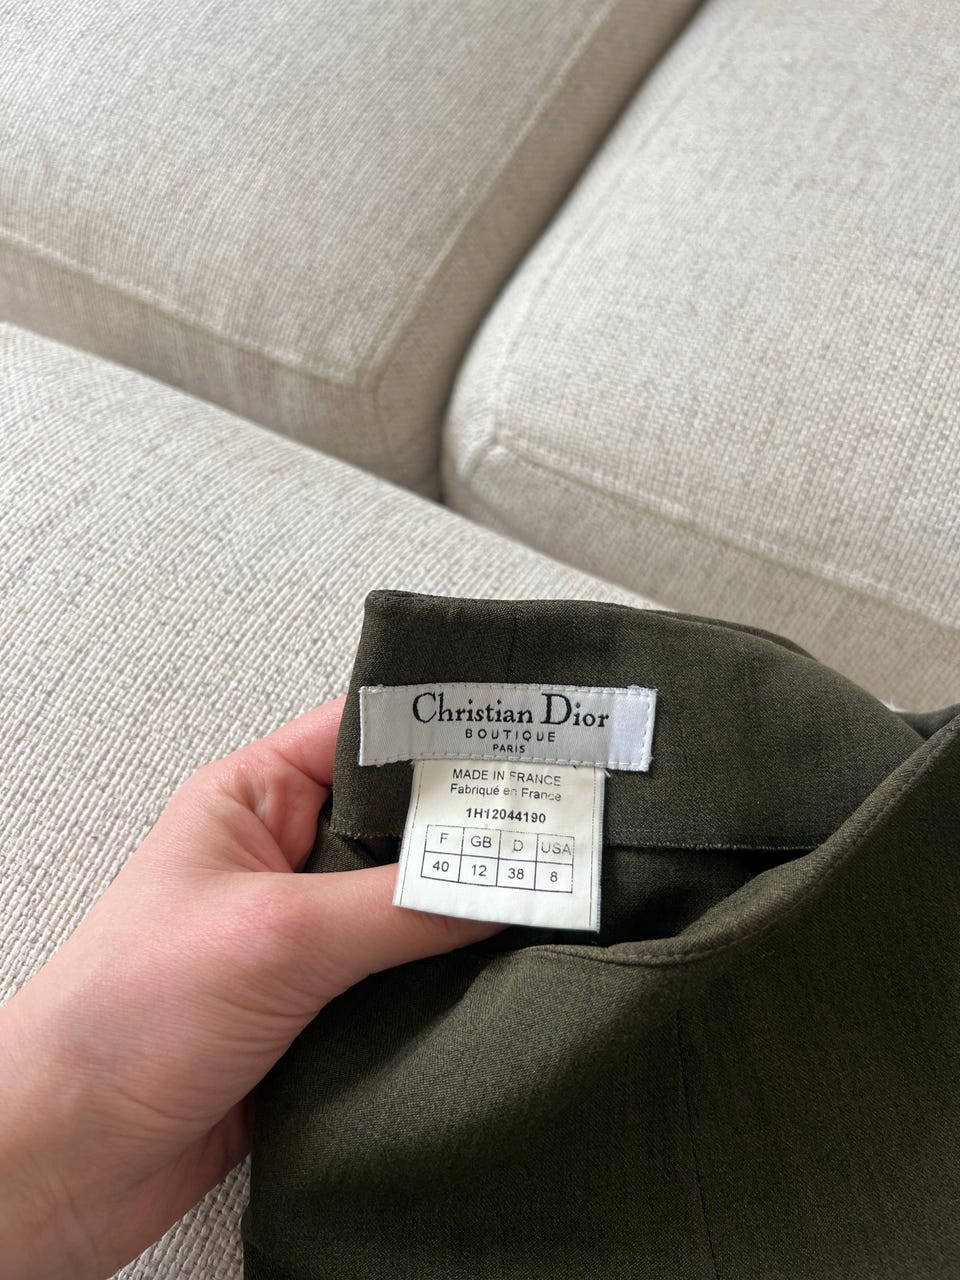 Christian Dior
BOUTIQUE
PARIS
MADE IN FRANCE
Fabriqué en France
1H12044190
F GB D USA
40 12 38 8